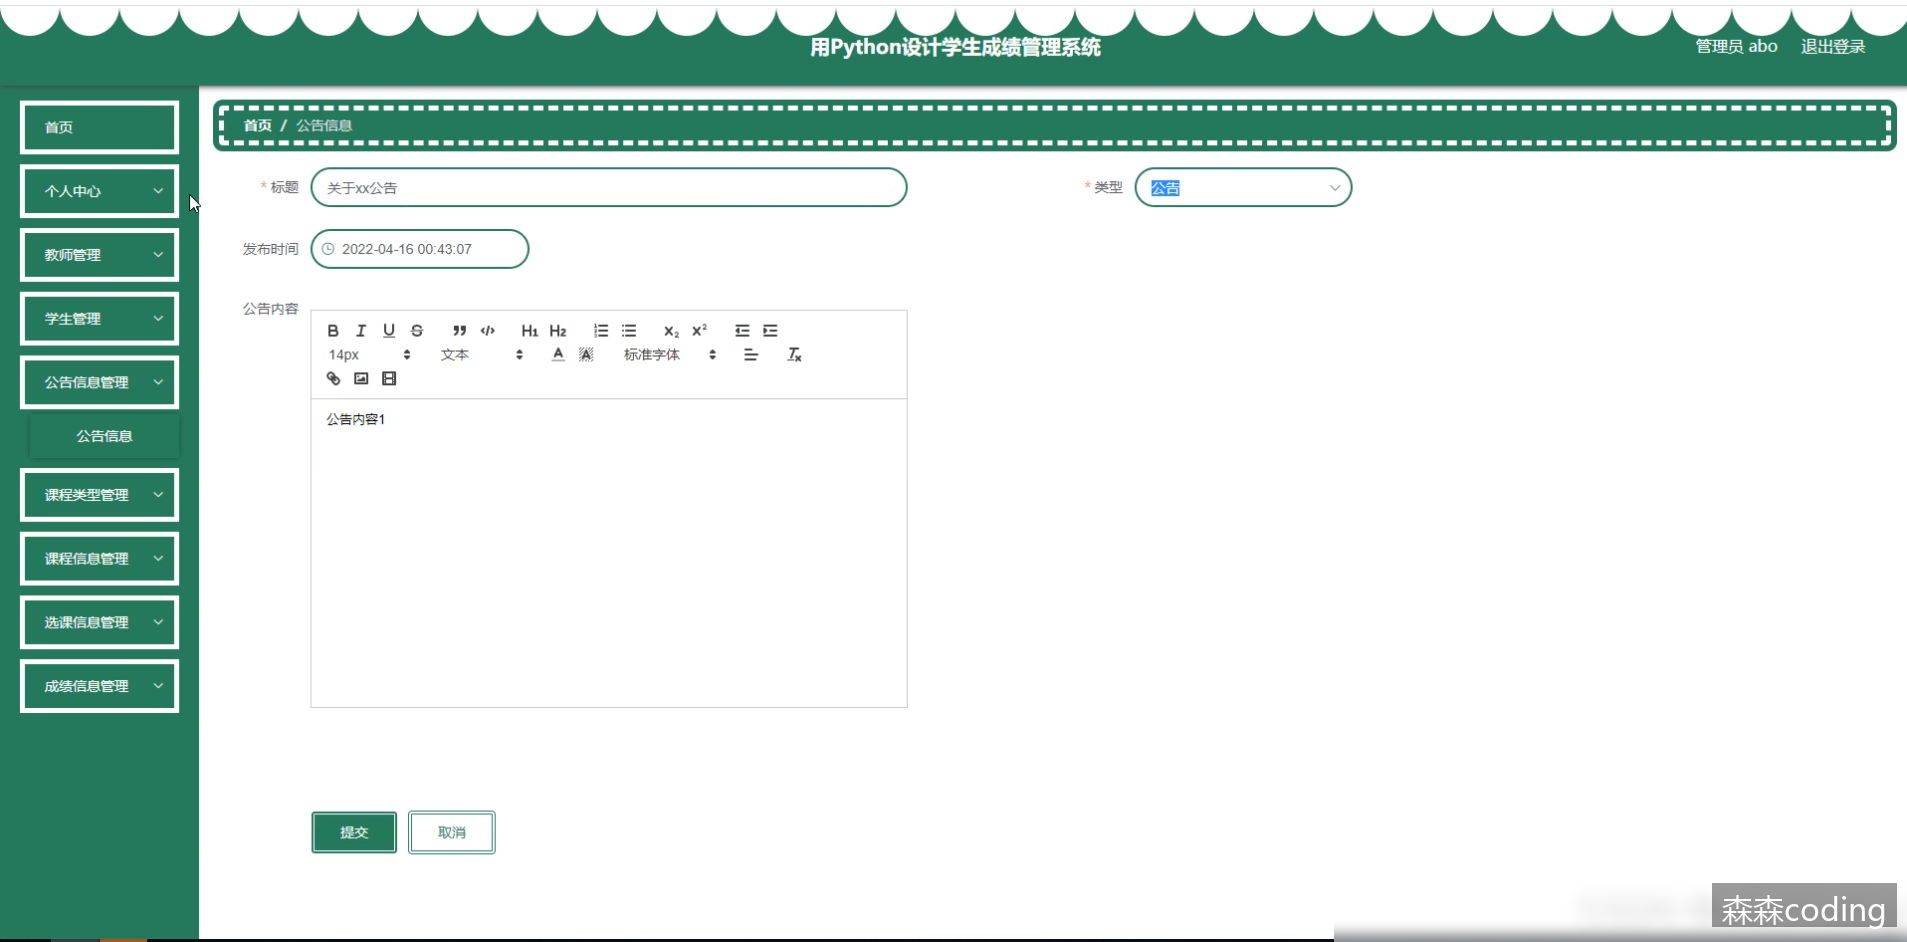 用Python设计学生成绩管理系统
管理员 abo 退出登录
首页
个人中心
教师管理
学生管理
公告信息管理
公告信息
课程类型管理
课程信息管理
选课信息管理
成绩信息管理
首页 / 公告信息
* 标题 关于xx公告 * 类型 公告
发布时间 2022-04-16 00:43:07
公告内容
B I U S H1 H2 X2 X2
14px 文本 A A 标准字体 Tx
公告内容1
提交 取消
森森coding